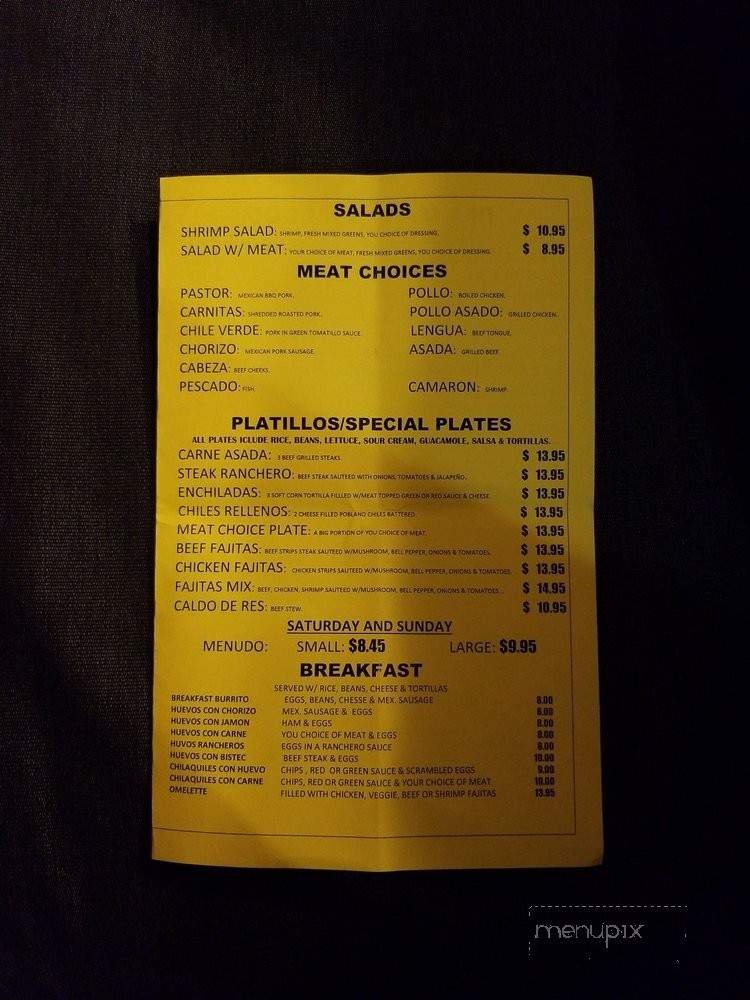 SALADS
SHRIMP SALAD: SHRIMP, FRESH MIXED GREENS, YOU CHOICE OF DRESSING. $ 10.95
SALAD W/ MEAT: YOUR CHOICE OF MEAT, FRESH MIXED GREENS, YOU CHOICE OF DRESSING. $ 8.95
MEAT CHOICES
PASTOR: MEXICAN BBQ PORK. POLLO: BOILED CHICKEN.
CARNITAS: SHREDDED ROASTED PORK. POLLO ASADO: GRILLED CHICKEN.
CHILE VERDE: PORK IN GREEN TOMATILLO SAUCE. LENGUA: BEEF TONGUE.
CHORIZO: MEXICAN PORK SAUSAGE. ASADA: GRILLED BEEF.
CABEZA: BEEF CHEEKS.
PESCADO: FISH. CAMARON: SHRIMP.
PLATILLOS/SPECIAL PLATES
ALL PLATES ICLUDE RICE, BEANS, LETTUCE, SOUR CREAM, GUACAMOLE, SALSA & TORTILLAS.
CARNE ASADA: 3 BEEF GRILLED STEAKS. $ 13.95
STEAK RANCHERO: BEEF STEAK SAUTEED WITH ONIONS, TOMATOES & JALAPEÑO. $ 13.95
ENCHILADAS: 3 SOFT CORN TORTILLA FILLLED W/MEAT TOPPED GREEN OR RED SAUCE & CHEESE. $ 13.95
CHILES RELLENOS: 2 CHEESE FILLED POBLANO CHILES BATTERED. $ 13.95
MEAT CHOICE PLATE: A BIG PORTION OF YOU CHOICE OF MEAT. $ 13.95
BEEF FAJITAS: BEEF STRIPS STEAK SAUTEED W/MUSHROOM, BELL PEPPER, ONIONS & TOMATOES. $ 13.95
CHICKEN FAJITAS: CHICKEN STRIPS SAUTEED W/MUSHROOM, BELL PEPPER, ONIONS & TOMATOES. $ 13.95
FAJITAS MIX: BEEF, CHICKEN, SHRIMP SAUTEED W/MUSHROOM, BELL PEPPER, ONIONS & TOMATOES... $ 14.95
CALDO DE RES: BEEF STEW. $ 10.95
SATURDAY AND SUNDAY
MENUDO: SMALL: $8.45 LARGE: $9.95
BREAKFAST
SERVED W/ RICE, BEANS, CHEESE & TORTILLAS
BREAKFAST BURRITO EGGS, BEANS, CHESSE & MEX. SAUSAGE 8.00
HUEVOS CON CHORIZO MEX. SAUSAGE & EGGS 8.00
HUEVOS CON JAMON HAM & EGGS 8.00
HUEVOS CON CARNE YOU CHOICE OF MEAT & EGGS 8.00
HUVOS RANCHEROS EGGS IN A RANCHERO SAUCE 8.00
HUEVOS CON BISTEC BEEF STEAK & EGGS 10.00
CHILAQUILES CON HUEVO CHIPS , RED OR GREEN SAUCE & SCRAMBLED EGGS 9.00
CHILAQUILES CON CARNE CHIPS, RED OR GREEN SAUCE & YOUR CHOICE OF MEAT 10.00
OMELETTE FILLED WITH CHICKEN, VEGGIE, BEEF OR SHRIMP FAJITAS 13.95
menupix